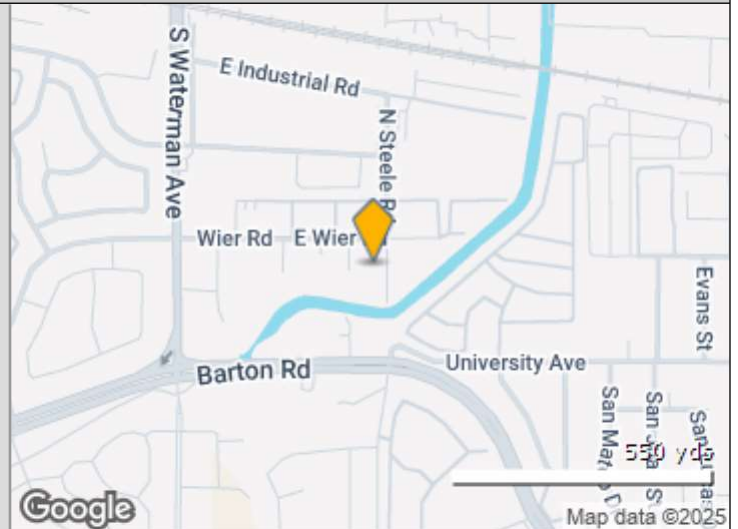 S Waterman Ave
E Industrial Rd
N Steele R
Wier Rd
E Wier
Evans St
Barton Rd
University Ave
San
San
San
550 yds
Google
Map data ©2025